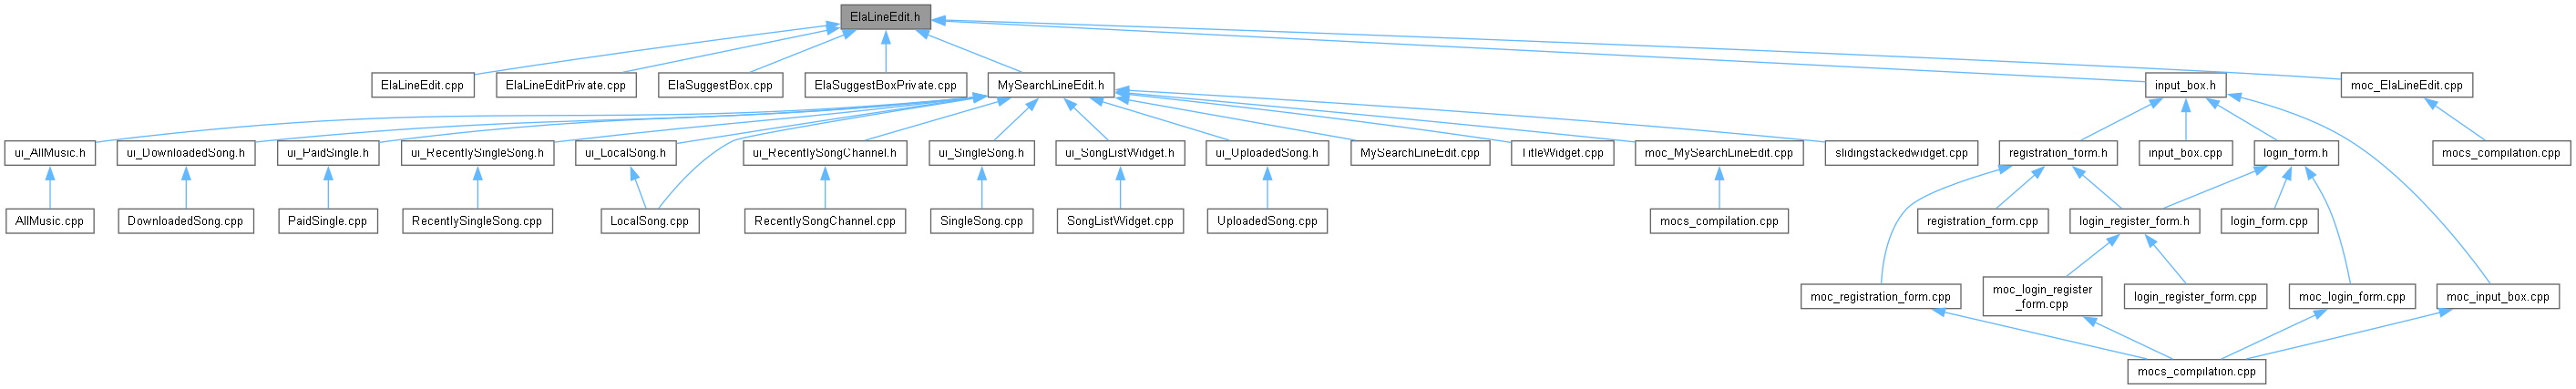 ElaLineEdit.h
ElaLineEdit.cpp
ElaLineEditPrivate.cpp
ElaSuggestBox.cpp
ElaSuggestBoxPrivate.cpp
MySearchLineEdit.h
input_box.h
moc_ElaLineEdit.cpp
ui_AllMusic.h
ui_DownloadedSong.h
ui_PaidSingle.h
ui_RecentlySingleSong.h
ui_LocalSong.h
ui_RecentlySongChannel.h
ui_SingleSong.h
ui_SongListWidget.h
ui_UploadedSong.h
MySearchLineEdit.cpp
TitleWidget.cpp
moc_MySearchLineEdit.cpp
slidingstackedwidget.cpp
registration_form.h
input_box.cpp
login_form.h
mocs_compilation.cpp
AllMusic.cpp
DownloadedSong.cpp
PaidSingle.cpp
RecentlySingleSong.cpp
LocalSong.cpp
RecentlySongChannel.cpp
SingleSong.cpp
SongListWidget.cpp
UploadedSong.cpp
mocs_compilation.cpp
registration_form.cpp
login_register_form.h
login_form.cpp
moc_registration_form.cpp
moc_login_register
_form.cpp
login_register_form.cpp
moc_login_form.cpp
moc_input_box.cpp
mocs_compilation.cpp